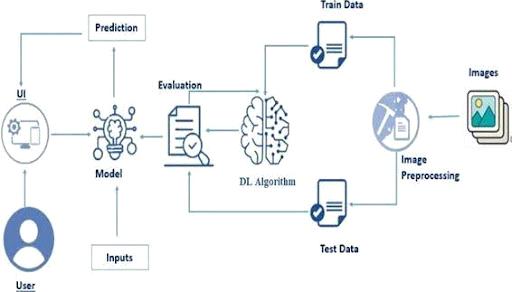 Train Data
Prediction
Images
Evaluation
UI
Model
DL Algorithm
Image
Preprocessing
Test Data
Inputs
User